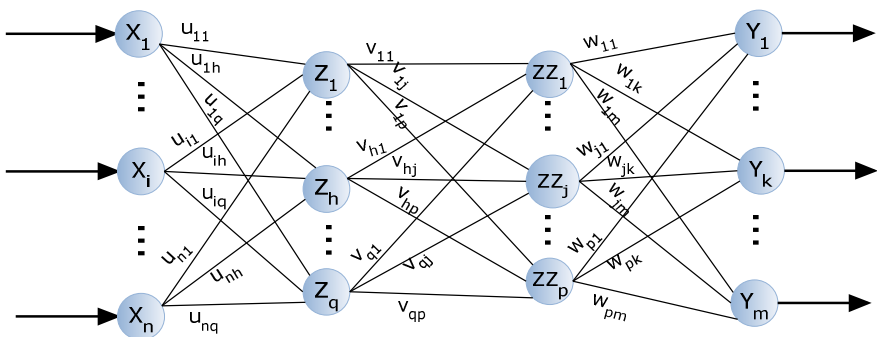 X1
u11
u1h
u1q
Z1
v11
v1j
v1p
ZZ1
w11
w1k
w1m
Y1
Xi
ui1
uih
uiq
Zh
vh1
vhj
vhp
ZZj
wj1
wjk
wjm
Yk
Xn
un1
unh
unq
Zq
vq1
vqj
vqp
ZZp
wp1
wpk
wpm
Ym